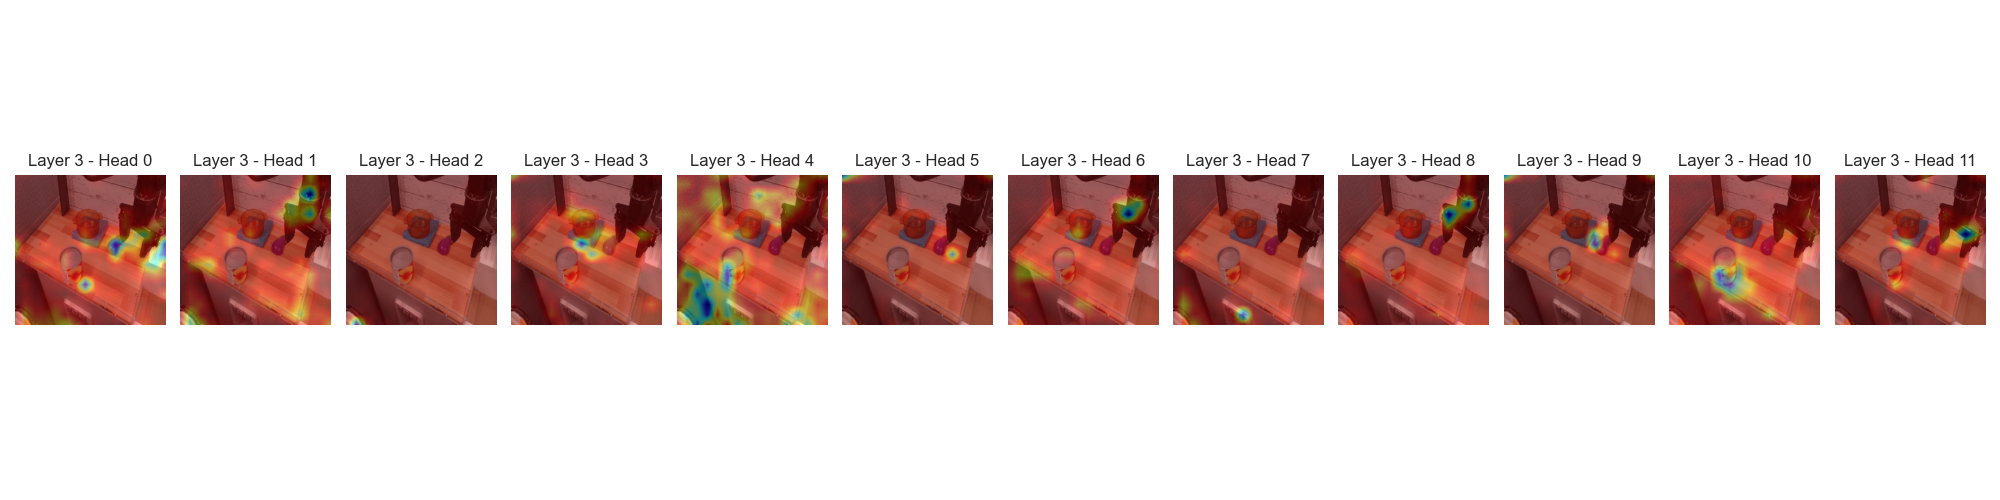 Layer 3 - Head 0
Layer 3 - Head 1
Layer 3 - Head 2
Layer 3 - Head 3
Layer 3 - Head 4
Layer 3 - Head 5
Layer 3 - Head 6
Layer 3 - Head 7
Layer 3 - Head 8
Layer 3 - Head 9
Layer 3 - Head 10
Layer 3 - Head 11